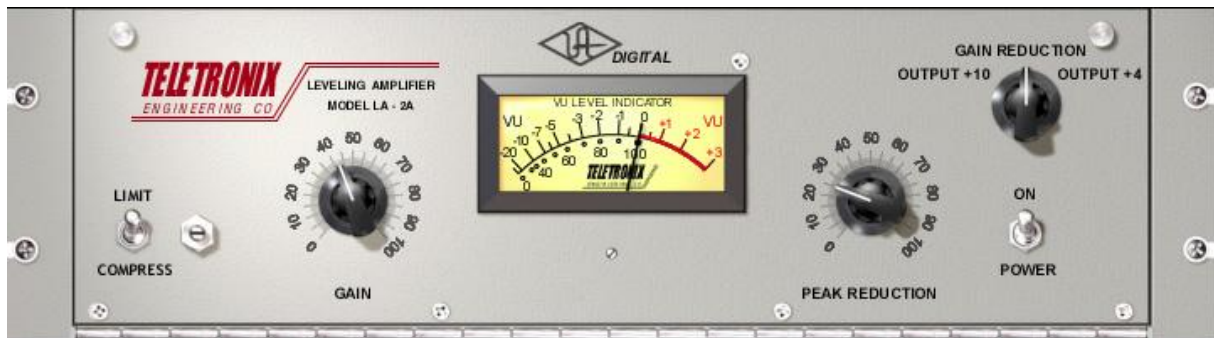 UA
DIGITAL
TELETRONIX
ENGINEERING CO
LEVELING AMPLIFIER
MODEL LA - 2A
VU LEVEL INDICATOR
VU -20 -10 -7 -5 -3 -2 -1 0 +1 +2 +3 VU
0 40 60 80 100
TELETRONIX
GAIN REDUCTION
OUTPUT +10 OUTPUT +4
LIMIT
COMPRESS
0 10 20 30 40 50 60 70 80 90 100
GAIN
0 10 20 30 40 50 60 70 80 90 100
PEAK REDUCTION
ON
POWER